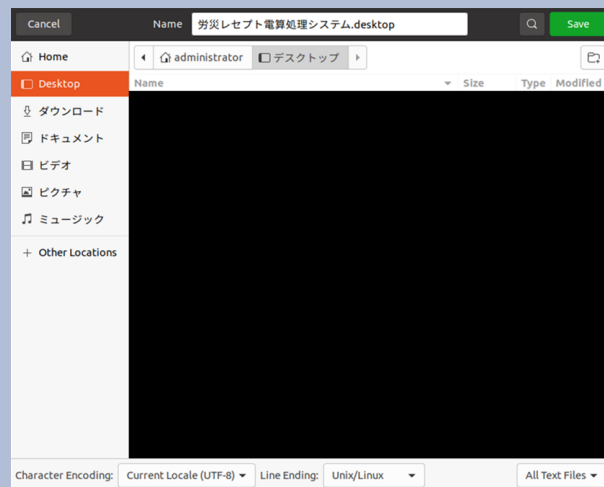 Cancel Name 労災レセプト電算処理システム.desktop Save
Home administrator デスクトップ
Desktop Name Size Type Modified
ダウンロード
ドキュメント
ビデオ
ピクチャ
ミュージック
Other Locations
Character Encoding: Current Locale (UTF-8) Line Ending: Unix/Linux All Text Files